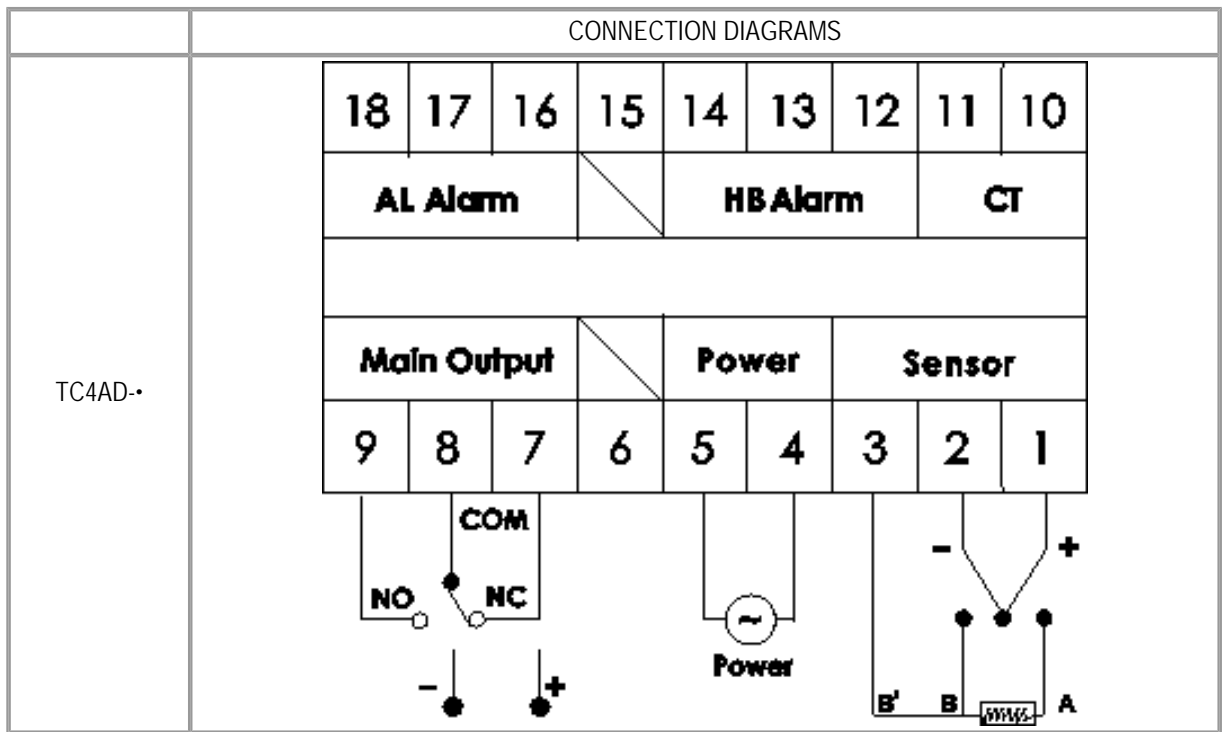 CONNECTION DIAGRAMS
18 17 16 15 14 13 12 11 10
AL Alarm HB Alarm CT
TC4AD-•
Main Output Power Sensor
9 8 7 6 5 4 3 2 1
COM
- +
NO NC
~
Power
- +
B' B A